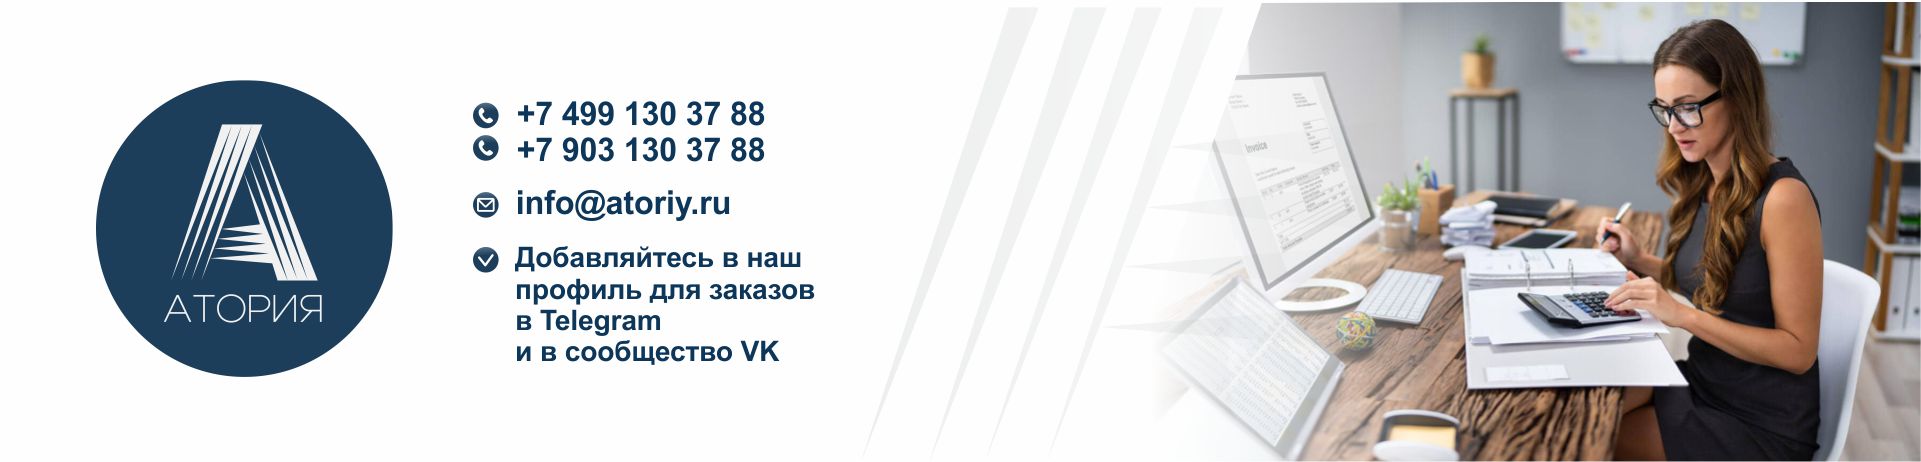 АТОРИЯ
+7 499 130 37 88
+7 903 130 37 88
info@atoriy.ru
Добавляйтесь в наш
профиль для заказов
в Telegram
и в сообщество VK
Invoice